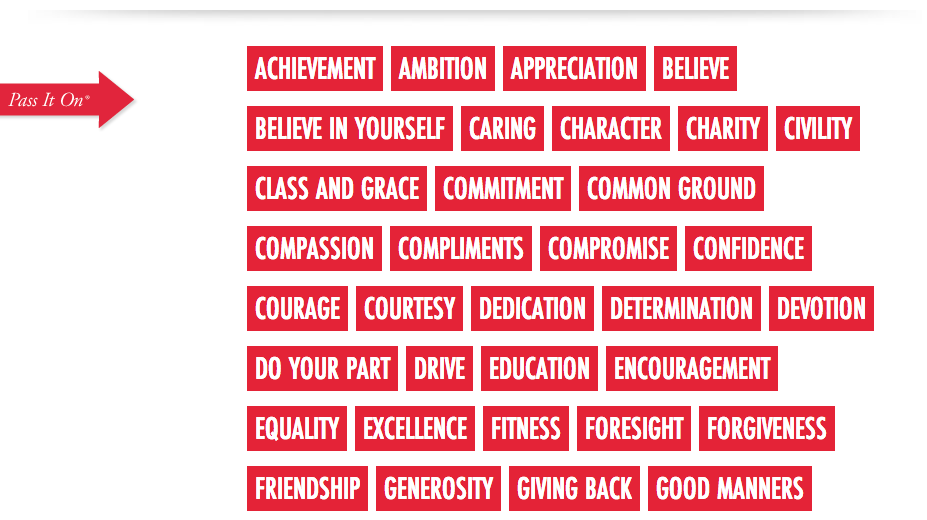 ACHIEVEMENT AMBITION APPRECIATION BELIEVE
Pass It On®
BELIEVE IN YOURSELF CARING CHARACTER CHARITY CIVILITY
CLASS AND GRACE COMMITMENT COMMON GROUND
COMPASSION COMPLIMENTS COMPROMISE CONFIDENCE
COURAGE COURTESY DEDICATION DETERMINATION DEVOTION
DO YOUR PART DRIVE EDUCATION ENCOURAGEMENT
EQUALITY EXCELLENCE FITNESS FORESIGHT FORGIVENESS
FRIENDSHIP GENEROSITY GIVING BACK GOOD MANNERS